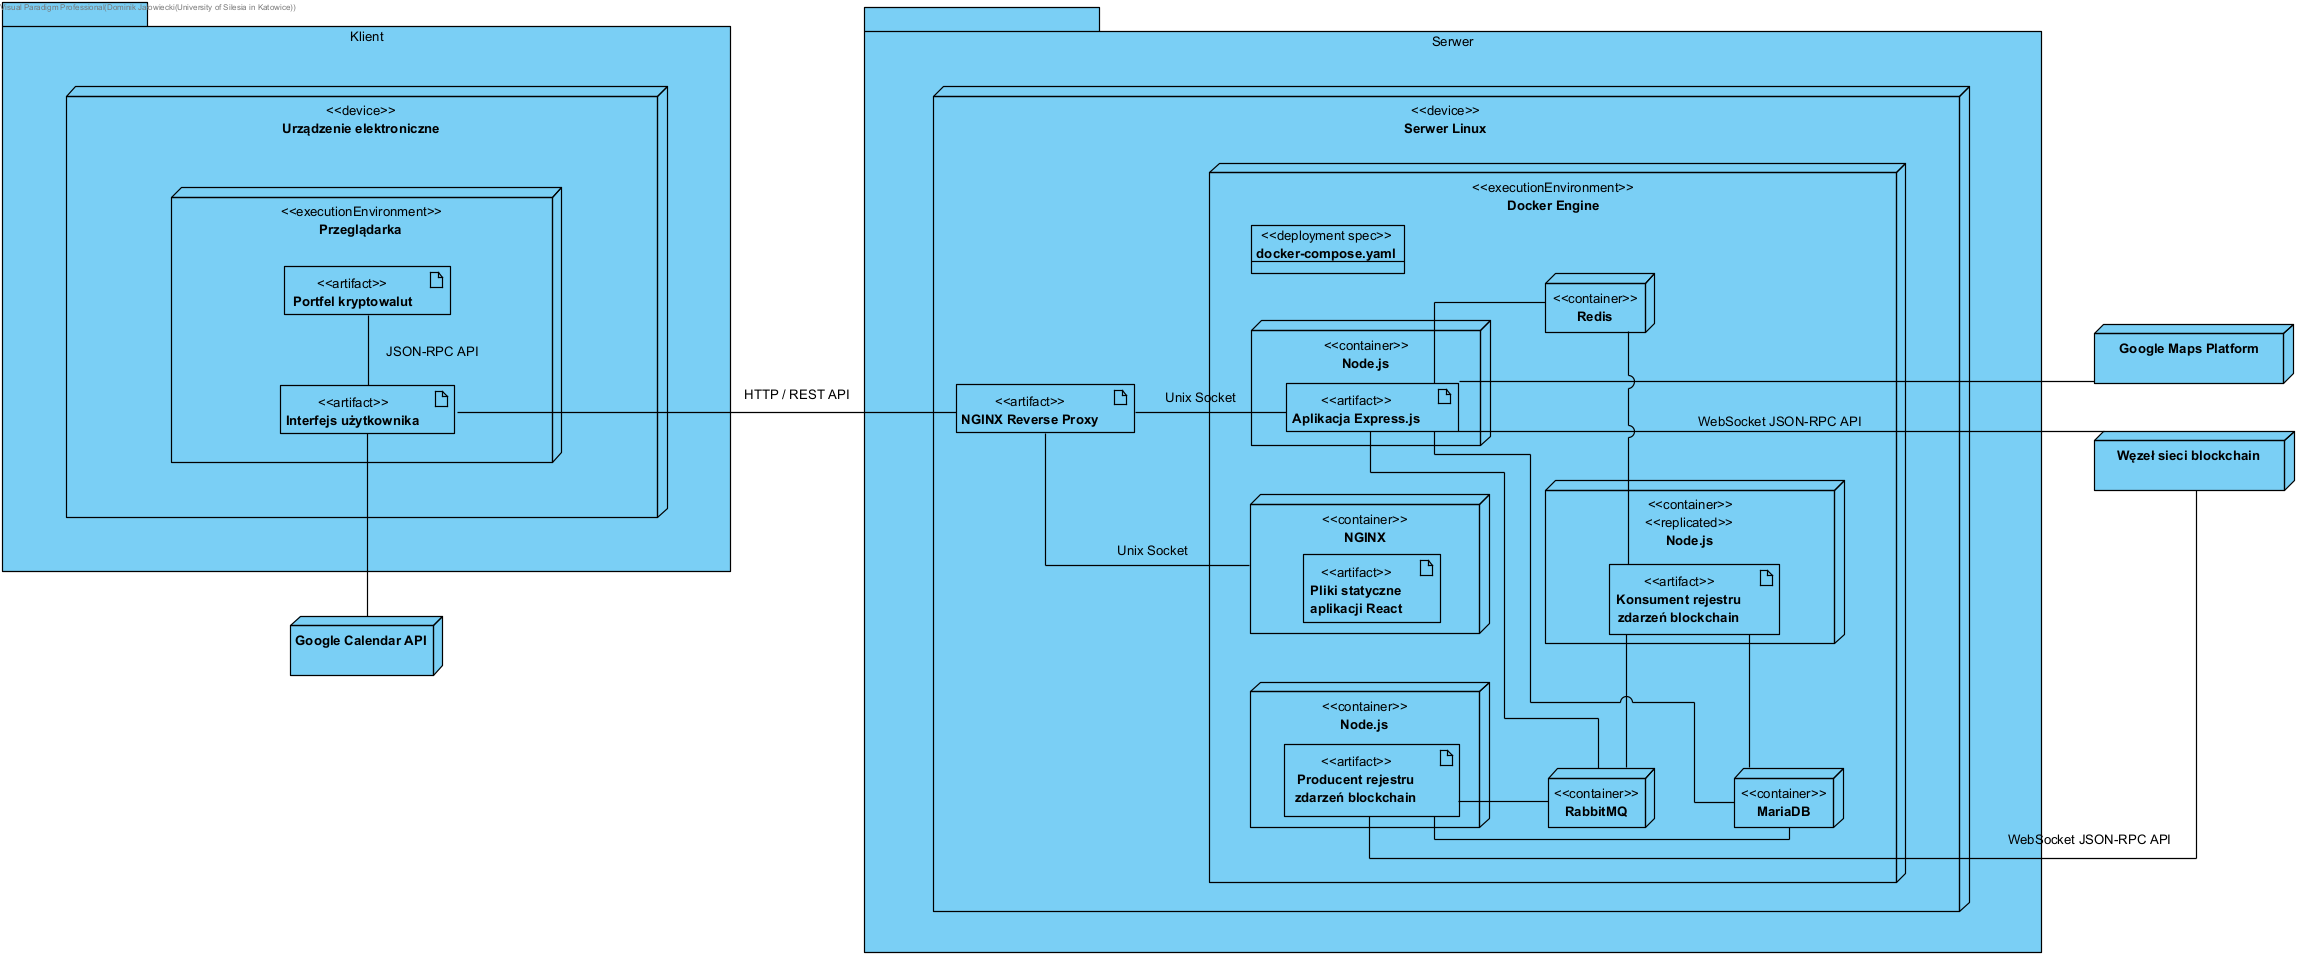 Visual Paradigm Professional(Dominik Jarowiecki(University of Silesia in Katowice))
Klient
<<device>>
Urządzenie elektroniczne
<<executionEnvironment>>
Przeglądarka
<<artifact>>
Portfel kryptowalut
JSON-RPC API
<<artifact>>
Interfejs użytkownika
Google Calendar API
HTTP / REST API
Serwer
<<device>>
Serwer Linux
<<artifact>>
NGINX Reverse Proxy
Unix Socket
Unix Socket
<<executionEnvironment>>
Docker Engine
<<deployment spec>>
docker-compose.yaml
<<container>>
Redis
<<container>>
Node.js
<<artifact>>
Aplikacja Express.js
<<container>>
NGINX
<<artifact>>
Pliki statyczne
aplikacji React
<<container>>
<<replicated>>
Node.js
<<artifact>>
Konsument rejestru
zdarzeń blockchain
<<container>>
Node.js
<<artifact>>
Producent rejestru
zdarzeń blockchain
<<container>>
RabbitMQ
<<container>>
MariaDB
Google Maps Platform
WebSocket JSON-RPC API
Węzeł sieci blockchain
WebSocket JSON-RPC API